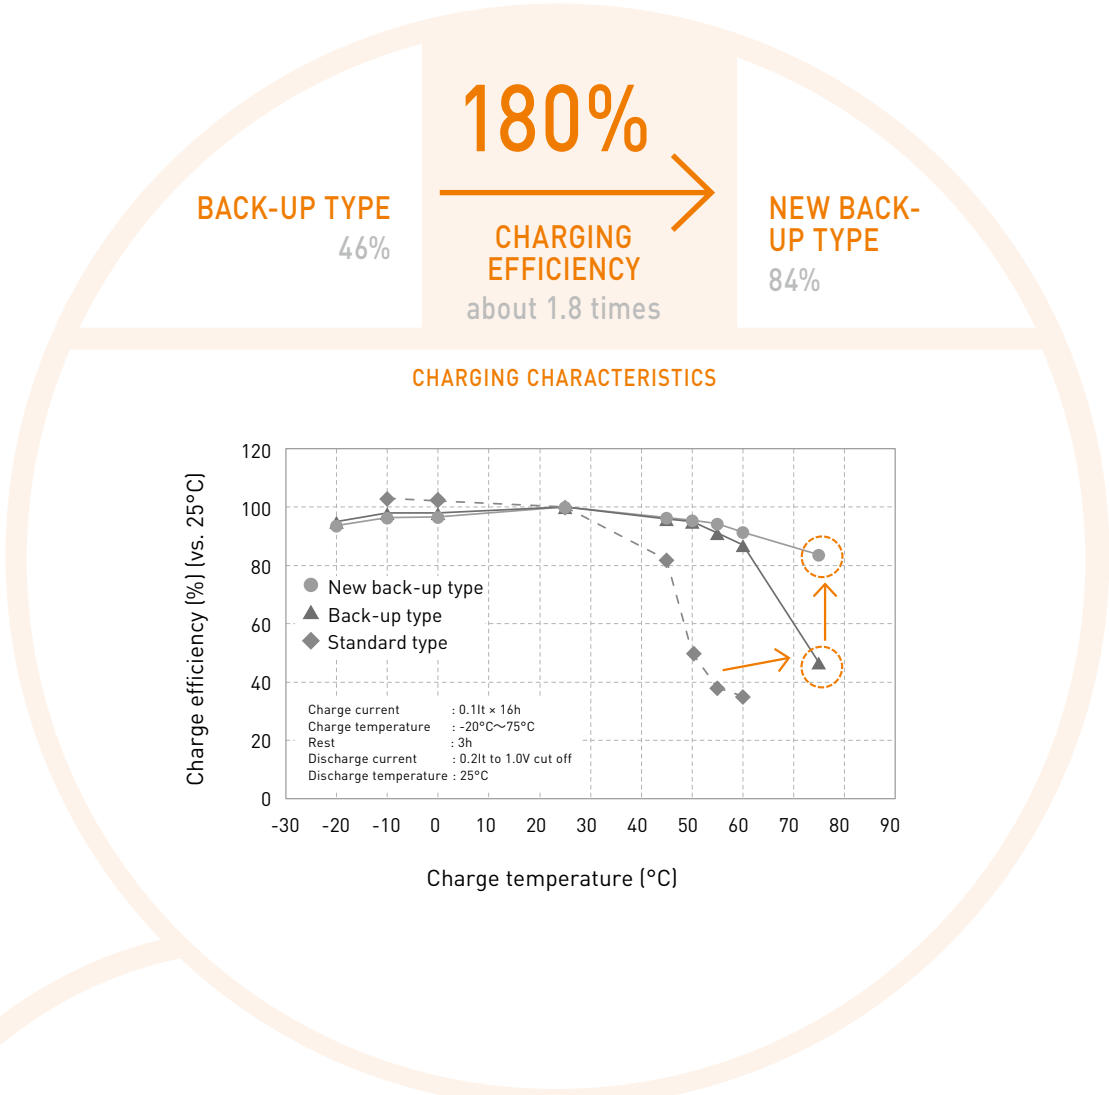 180%
BACK-UP TYPE
46%
CHARGING
EFFICIENCY
about 1.8 times
NEW BACK-
UP TYPE
84%
CHARGING CHARACTERISTICS
Charge efficiency (%) (vs. 25°C)
120
100
80
60
40
20
0
New back-up type
Back-up type
Standard type
Charge current : 0.1It × 16h
Charge temperature : -20°C～75°C
Rest : 3h
Discharge current : 0.2It to 1.0V cut off
Discharge temperature : 25°C
-30 -20 -10 0 10 20 30 40 50 60 70 80 90
Charge temperature (°C)